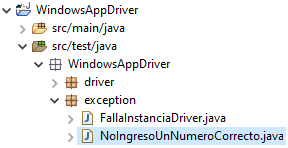 WindowsAppDriver
src/main/java
src/test/java
WindowsAppDriver
driver
exception
FallaInstanciaDriver.java
NoIngresoUnNumeroCorrecto.java